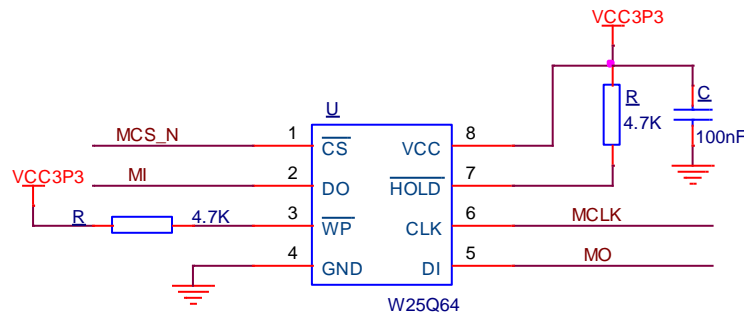 VCC3P3
U
R
C
MCS_N
1
CS
VCC
8
4.7K
100nF
VCC3P3
MI
2
DO
HOLD
7
R
4.7K
3
WP
CLK
6
MCLK
4
GND
DI
5
MO
W25Q64